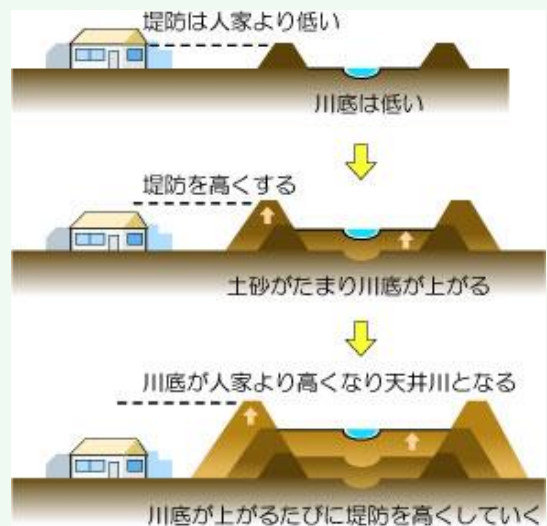 堤防は人家より低い
川底は低い
堤防を高くする
土砂がたまり川底が上がる
川底が人家より高くなり天井川となる
川底が上がるたびに堤防を高くしていく